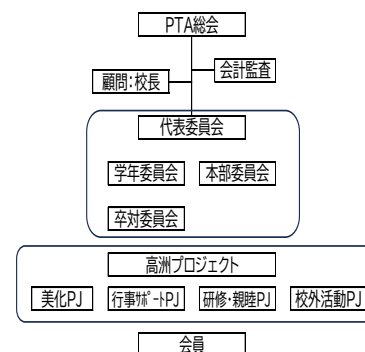 PTA総会
会計監査
顧問:校長
代表委員会
学年委員会 本部委員会
卒対委員会
高洲プロジェクト
美化PJ 行事ｻﾎﾟｰﾄPJ 研修・親睦PJ 校外活動PJ
会員